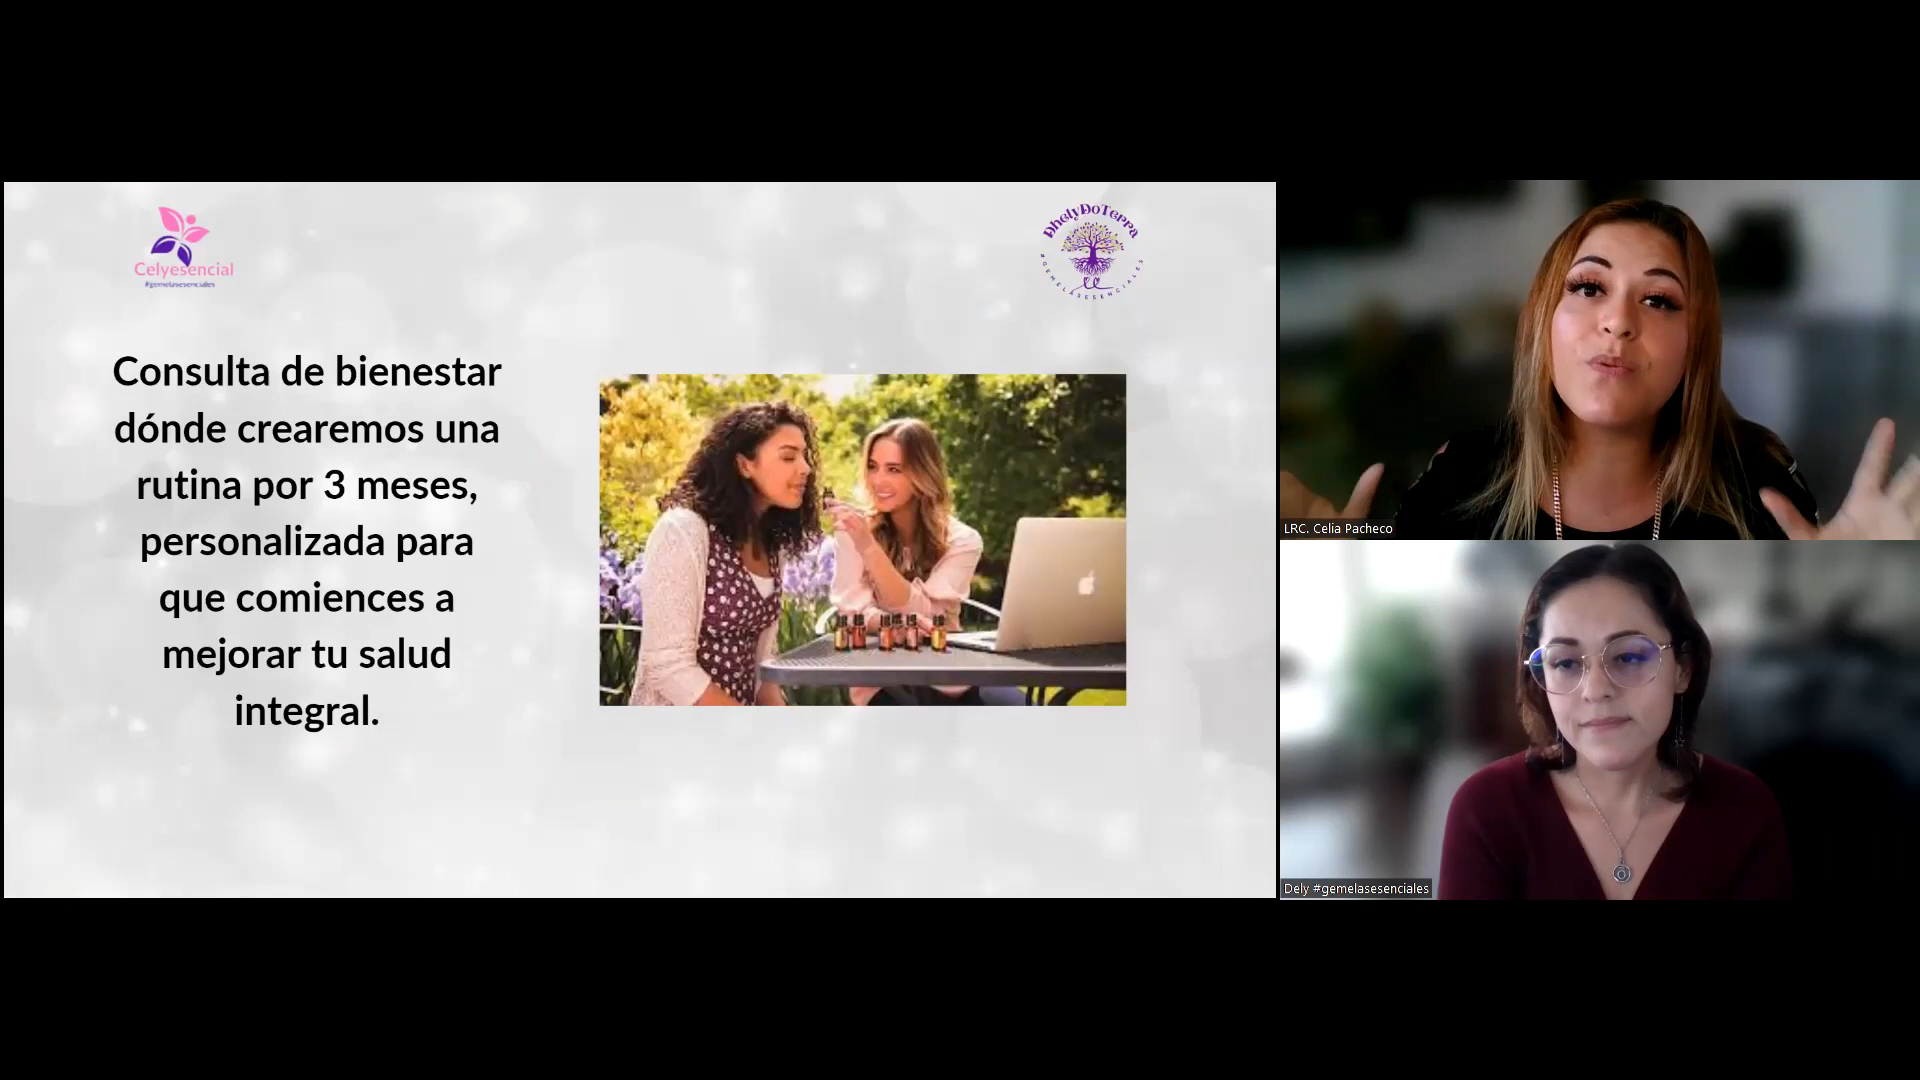 Celyesencial
#gemelasesenciales
DhelyDoTerra
#GEMELASESENCIALES
Consulta de bienestar
dónde crearemos una
rutina por 3 meses,
personalizada para
que comiences a
mejorar tu salud
integral.
LRC. Celia Pacheco
Dely #gemelasesenciales